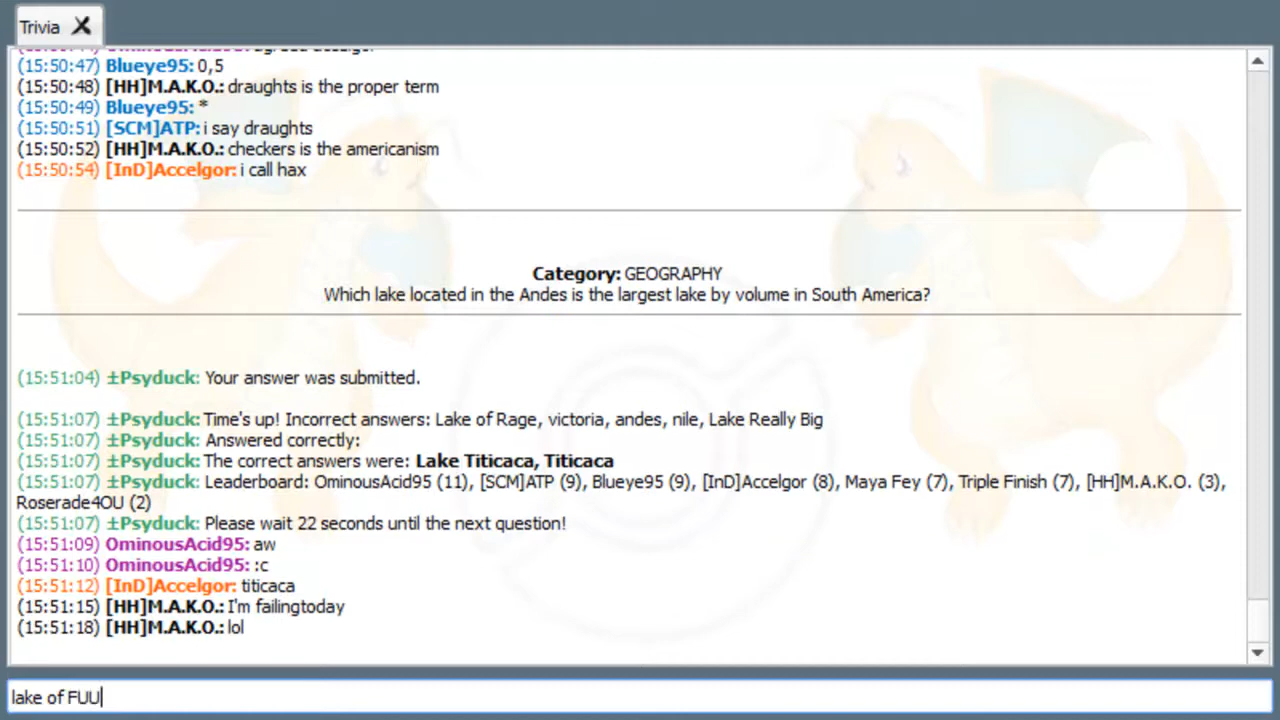 Trivia
(15:50:47) Blueye95: 0,5
(15:50:48) [HH]M.A.K.O.: draughts is the proper term
(15:50:49) Blueye95: *
(15:50:51) [SCM]ATP: i say draughts
(15:50:52) [HH]M.A.K.O.: checkers is the americanism
(15:50:54) [InD]Accelgor: i call hax
Category: GEOGRAPHY
Which lake located in the Andes is the largest lake by volume in South America?
(15:51:04) ±Psyduck: Your answer was submitted.
(15:51:07) ±Psyduck: Time's up! Incorrect answers: Lake of Rage, victoria, andes, nile, Lake Really Big
(15:51:07) ±Psyduck: Answered correctly:
(15:51:07) ±Psyduck: The correct answers were: Lake Titicaca, Titicaca
(15:51:07) ±Psyduck: Leaderboard: OminousAcid95 (11), [SCM]ATP (9), Blueye95 (9), [InD]Accelgor (8), Maya Fey (7), Triple Finish (7), [HH]M.A.K.O. (3),
Roserade4OU (2)
(15:51:07) ±Psyduck: Please wait 22 seconds until the next question!
(15:51:09) OminousAcid95: aw
(15:51:10) OminousAcid95: :c
(15:51:12) [InD]Accelgor: titicaca
(15:51:15) [HH]M.A.K.O.: I'm failingtoday
(15:51:18) [HH]M.A.K.O.: lol
lake of FUU